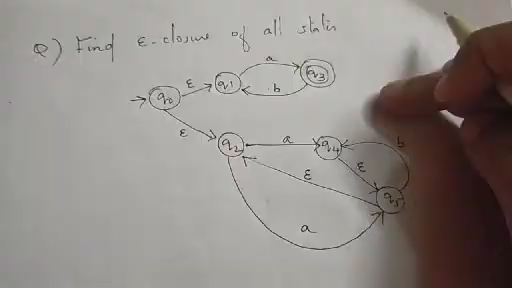 Q) Find ε-closure of all states
a
q3
ε
q1
b
q0
ε
q2
a
q4
b
ε
ε
q5
a